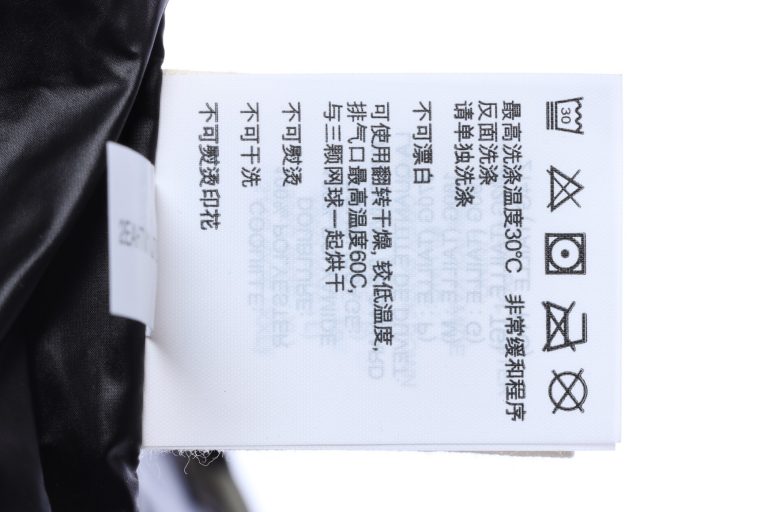 30
最高洗涤温度30°C 非常缓和程序
反面洗涤
请单独洗涤
不可漂白
可使用翻转干燥, 较低温度,
排气口最高温度60C,
与三颗网球一起烘干
不可熨烫
不可干洗
不可熨烫印花